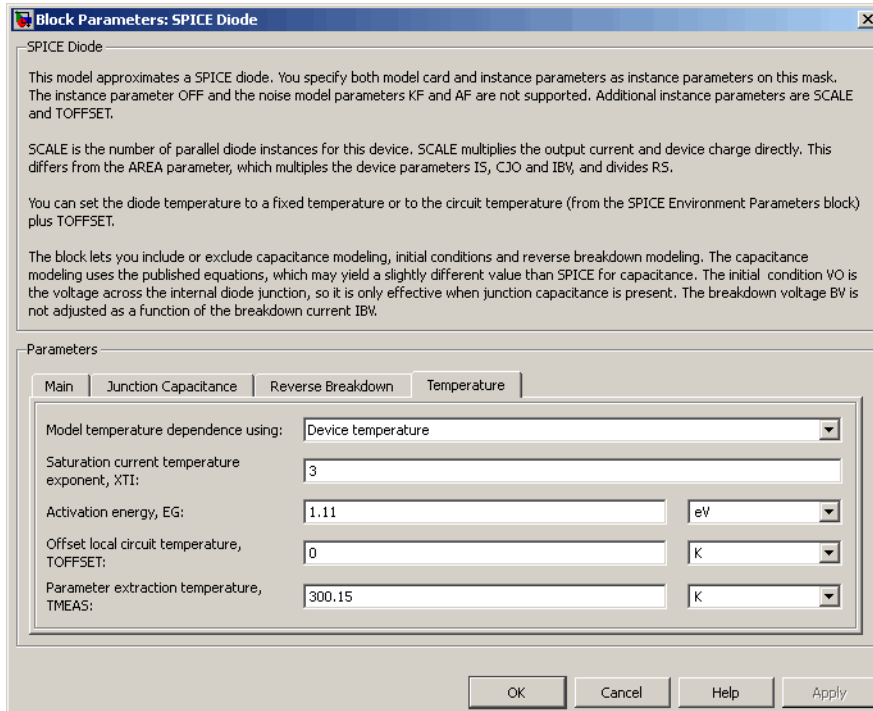 Block Parameters: SPICE Diode
SPICE Diode
This model approximates a SPICE diode. You specify both model card and instance parameters as instance parameters on this mask.
The instance parameter OFF and the noise model parameters KF and AF are not supported. Additional instance parameters are SCALE
and TOFFSET.
SCALE is the number of parallel diode instances for this device. SCALE multiplies the output current and device charge directly. This
differs from the AREA parameter, which multiples the device parameters IS, CJO and IBV, and divides RS.
You can set the diode temperature to a fixed temperature or to the circuit temperature (from the SPICE Environment Parameters block)
plus TOFFSET.
The block lets you include or exclude capacitance modeling, initial conditions and reverse breakdown modeling. The capacitance
modeling uses the published equations, which may yield a slightly different value than SPICE for capacitance. The initial condition VO is
the voltage across the internal diode junction, so it is only effective when junction capacitance is present. The breakdown voltage BV is
not adjusted as a function of the breakdown current IBV.
Parameters
Main Junction Capacitance Reverse Breakdown Temperature
Model temperature dependence using: Device temperature
Saturation current temperature
exponent, XTI: 3
Activation energy, EG: 1.11 eV
Offset local circuit temperature,
TOFFSET: 0 K
Parameter extraction temperature,
TMEAS: 300.15 K
OK Cancel Help Apply